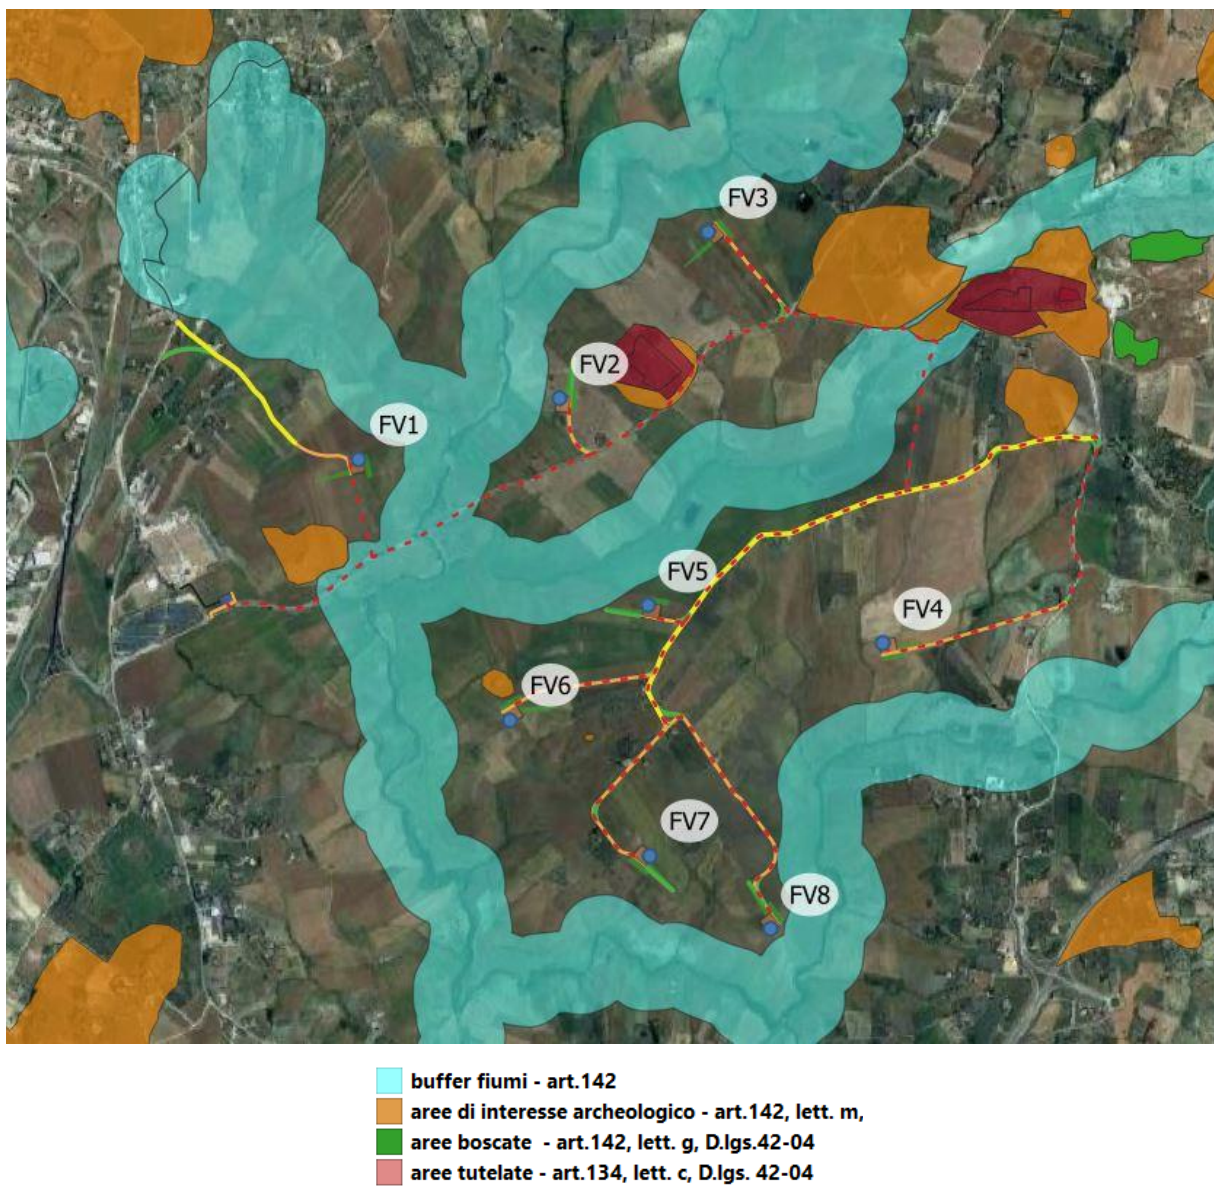 FV3
FV2
FV1
FV5
FV4
FV6
FV7
FV8
buffer fiumi - art.142
aree di interesse archeologico - art.142, lett. m,
aree boscate - art.142, lett. g, D.lgs.42-04
aree tutelate - art.134, lett. c, D.lgs. 42-04